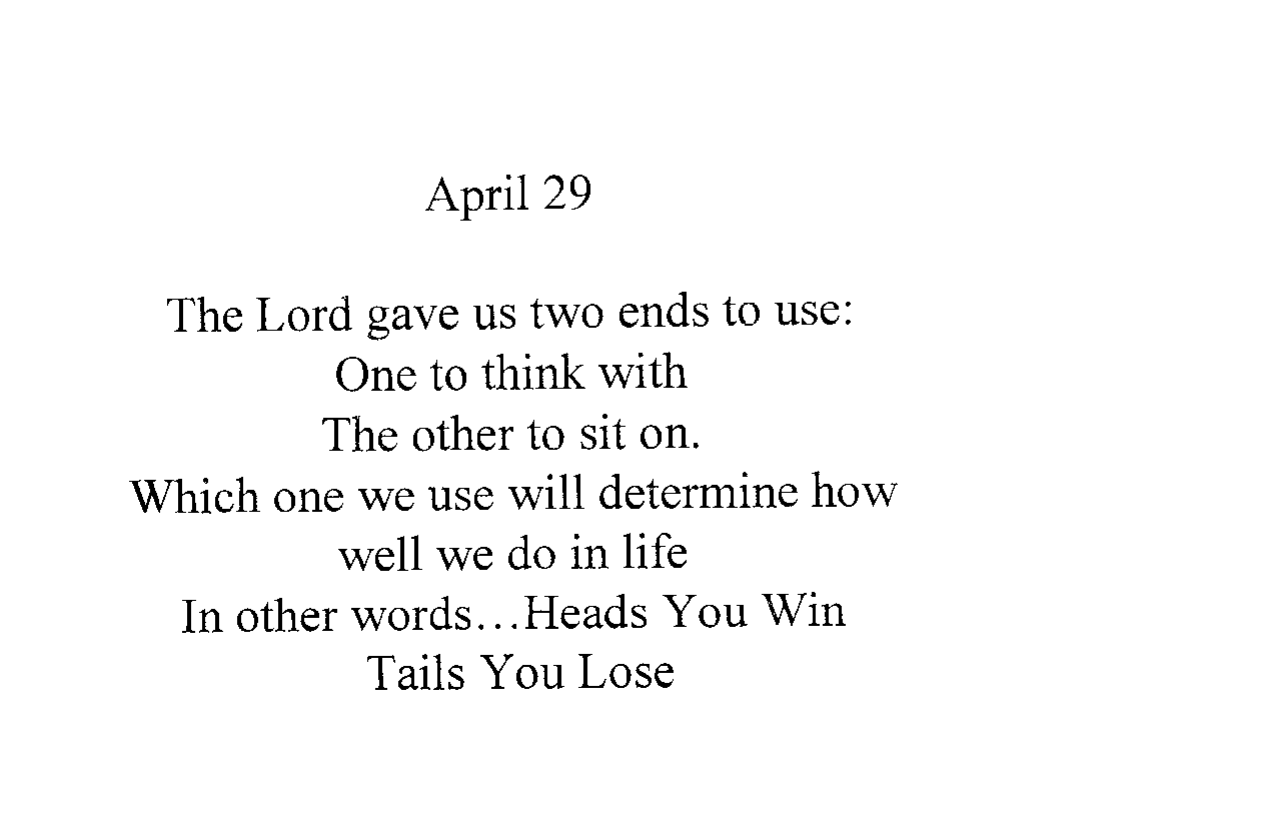 April 29
The Lord gave us two ends to use:
One to think with
The other to sit on.
Which one we use will determine how
well we do in life
In other words...Heads You Win
Tails You Lose